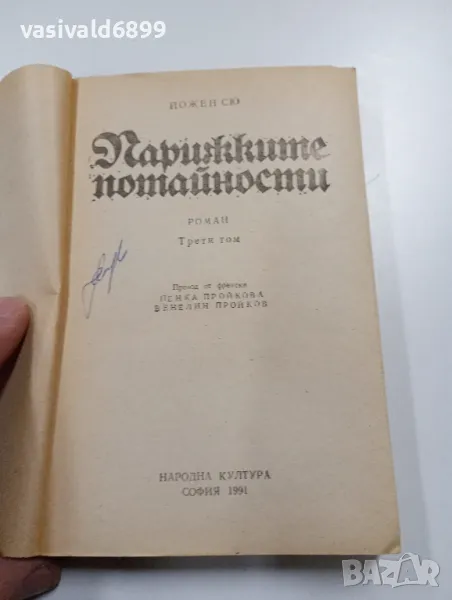 vasivald6899
ЙОЖЕН СЮ
Парижките
потайности
РОМАН
Трети том
Превод от френски
ПЕНКА ПРОЙКОВА
ВЕНЕЛИН ПРОЙКОВ
НАРОДНА КУЛТУРА
СОФИЯ 1991
BAZAR